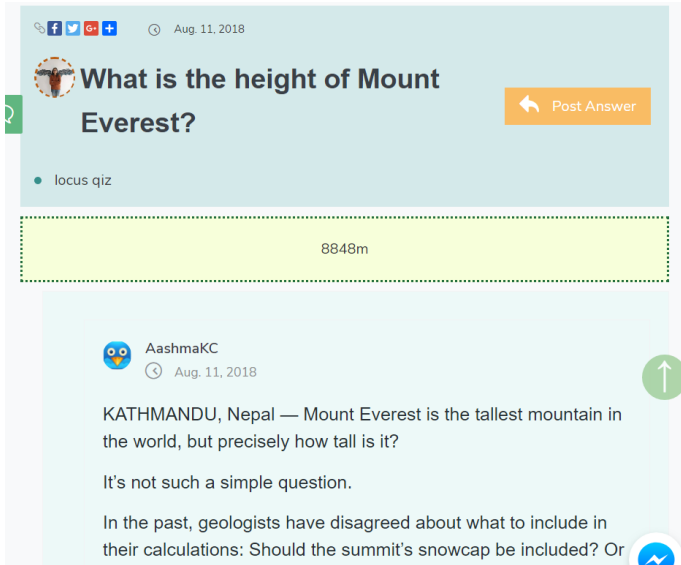 Aug. 11, 2018
What is the height of Mount
Everest?
Post Answer
locus qiz
8848m
AashmaKC
Aug. 11, 2018
KATHMANDU, Nepal — Mount Everest is the tallest mountain in
the world, but precisely how tall is it?
It’s not such a simple question.
In the past, geologists have disagreed about what to include in
their calculations: Should the summit’s snowcap be included? Or